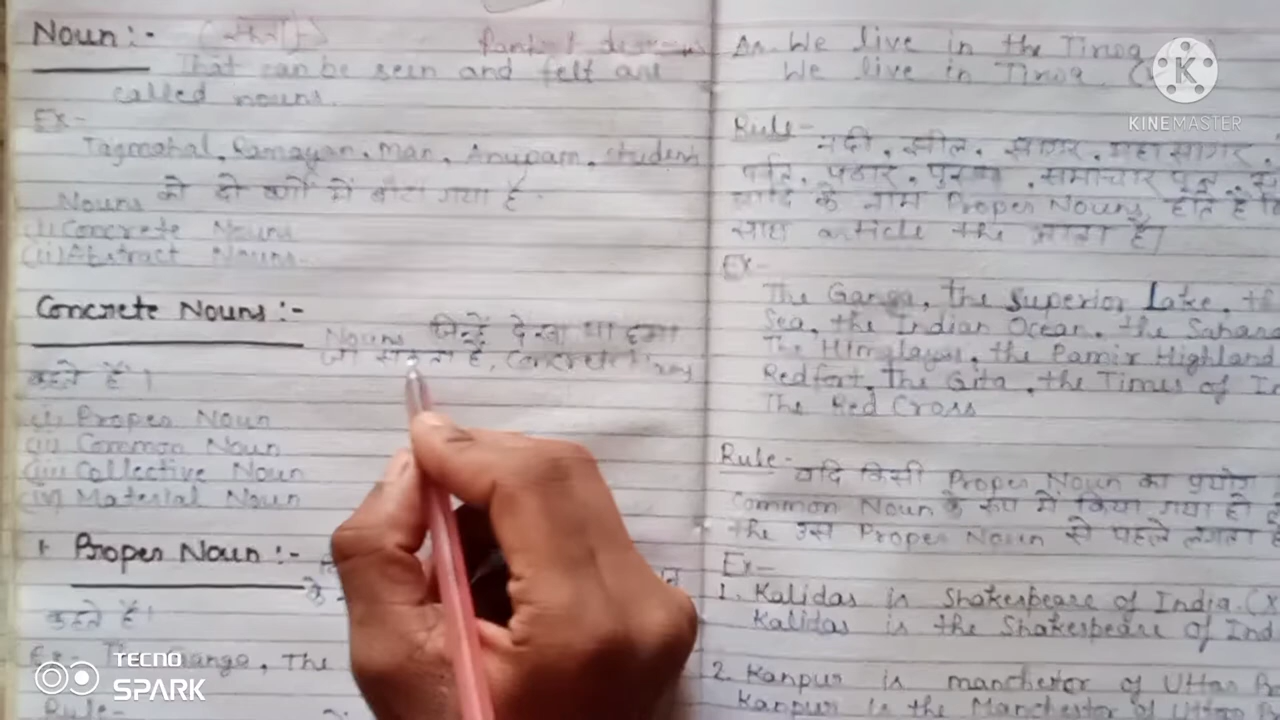 Noun:- (संज्ञा)
That can be seen and felt are
called nouns.
Ex-
Tagmahal, Ramayan, Man, Anupam, student
Nouns को दो वर्गों में बाँटा गया है.
(i) Concrete Nouns
(ii) Abstract Nouns
Concrete Nouns:-
Nouns जिन्हें देखा या छुआ
जा सकता है, Concrete
कहते हैं।
(i) Proper Noun
(ii) Common Noun
(iii) Collective Noun
(iv) Material Noun
1. Proper Noun:-
के
कहते हैं।
Ex- The Ganga, The
Rule-
We live in the Tinoga
We live in Tinoga
Rule- नदी, झील, सागर, महासागर,
पर्वत, पठार, पुस्तक, समाचार पत्र,
आदि के नाम Proper Nouns होते हैं
साथ article the आता है।
Ex-
The Ganga, the Superior Lake, the
Sea, the Indian Ocean, the Sahara
The Himalayas, the Pamir Highland
Redfort, The Gita, the Times of
The Red Cross
Rule- यदि किसी Proper Noun का प्रयोग
Common Noun के रूप में किया गया हो
the उस Proper Noun से पहले लगता
Ex-
1. Kalidas is Shakespeare of India. (x
Kalidas is the Shakespeare of Ind
2. Kanpur is manchester of Uttar
Kanpur is the Manchester of Uttar
KINEMASTER
TECNO
SPARK